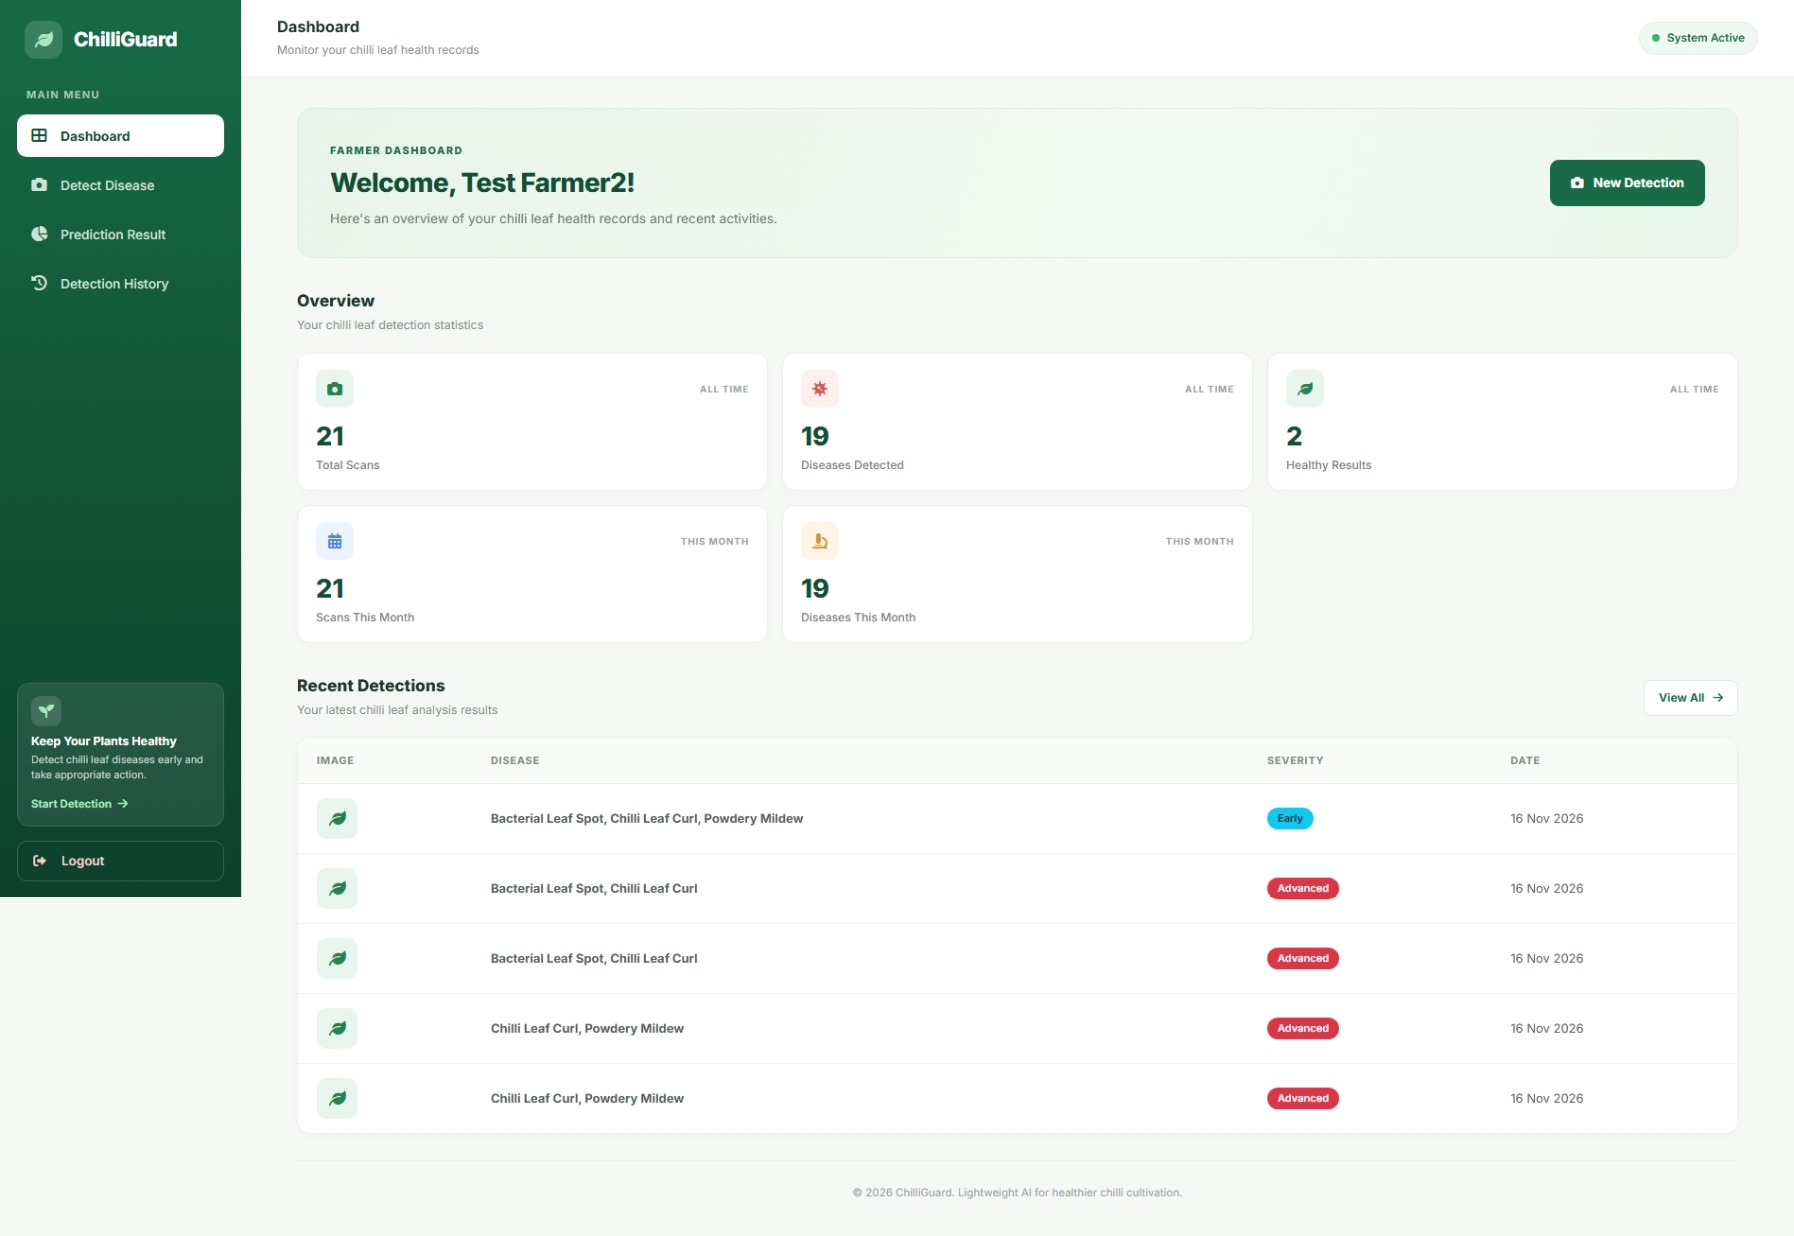 ChilliGuard
MAIN MENU
Dashboard
Detect Disease
Prediction Result
Detection History
Keep Your Plants Healthy
Detect chilli leaf diseases early and
take appropriate action.
Start Detection →
Logout
Dashboard
Monitor your chilli leaf health records
System Active
FARMER DASHBOARD
Welcome, Test Farmer2!
Here's an overview of your chilli leaf health records and recent activities.
New Detection
Overview
Your chilli leaf detection statistics
ALL TIME
21
Total Scans
ALL TIME
19
Diseases Detected
ALL TIME
2
Healthy Results
THIS MONTH
21
Scans This Month
THIS MONTH
19
Diseases This Month
Recent Detections
Your latest chilli leaf analysis results
View All →
IMAGE DISEASE SEVERITY DATE
Bacterial Leaf Spot, Chilli Leaf Curl, Powdery Mildew Early 16 Nov 2026
Bacterial Leaf Spot, Chilli Leaf Curl Advanced 16 Nov 2026
Bacterial Leaf Spot, Chilli Leaf Curl Advanced 16 Nov 2026
Chilli Leaf Curl, Powdery Mildew Advanced 16 Nov 2026
Chilli Leaf Curl, Powdery Mildew Advanced 16 Nov 2026
© 2026 ChilliGuard. Lightweight AI for healthier chilli cultivation.